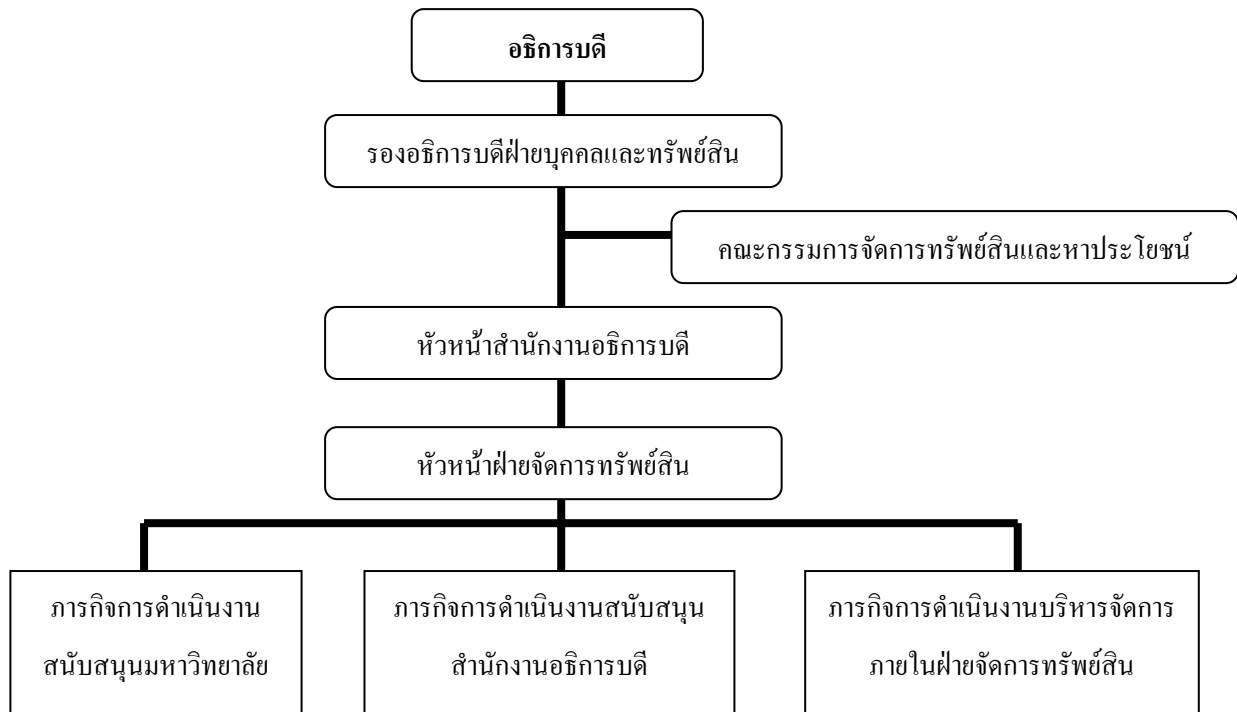 อธิการบดี
รองอธิการบดีฝ่ายบุคคลและทรัพย์สิน
คณะกรรมการจัดการทรัพย์สินและหาประโยชน์
หัวหน้าสำนักงานอธิการบดี
หัวหน้าฝ่ายจัดการทรัพย์สิน
ภารกิจการดำเนินงาน
สนับสนุนมหาวิทยาลัย
ภารกิจการดำเนินงานสนับสนุน
สำนักงานอธิการบดี
ภารกิจการดำเนินงานบริหารจัดการ
ภายในฝ่ายจัดการทรัพย์สิน